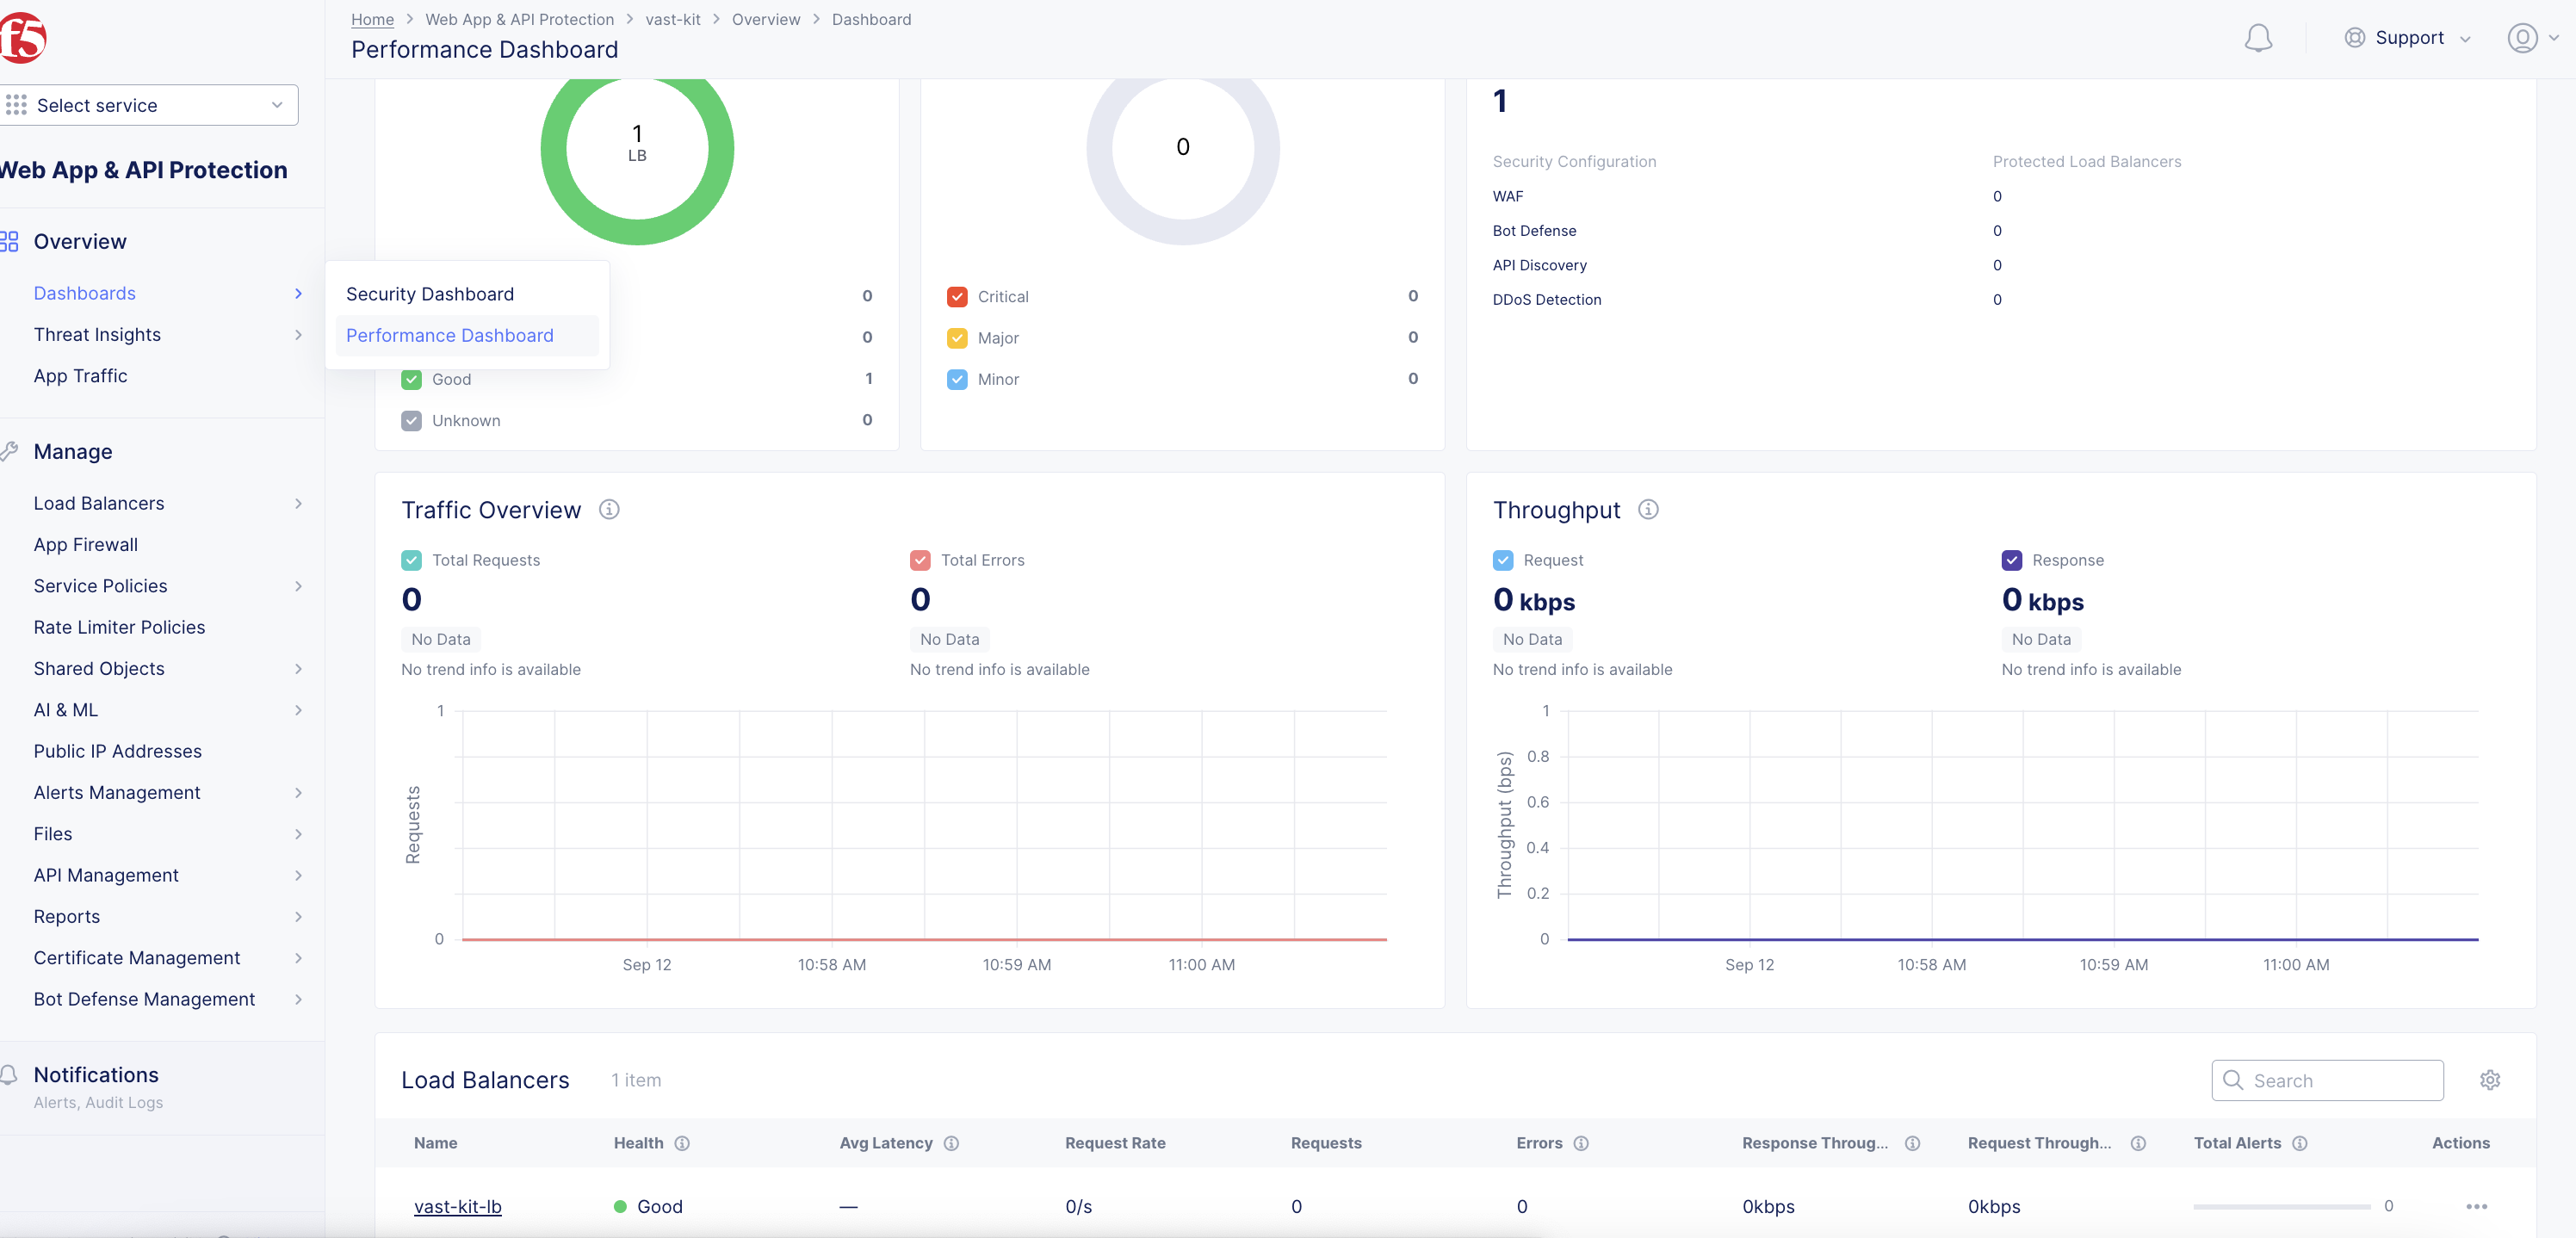 f5
Home > Web App & API Protection > vast-kit > Overview > Dashboard
Performance Dashboard
Support
Select service
Web App & API Protection
Overview
Dashboards
Threat Insights
App Traffic
Security Dashboard
Performance Dashboard
Manage
Load Balancers
App Firewall
Service Policies
Rate Limiter Policies
Shared Objects
AI & ML
Public IP Addresses
Alerts Management
Files
API Management
Reports
Certificate Management
Bot Defense Management
Notifications
Alerts, Audit Logs
1
LB
0
0
Good 1
Unknown 0
0
Critical 0
Major 0
Minor 0
1
Security Configuration Protected Load Balancers
WAF 0
Bot Defense 0
API Discovery 0
DDoS Detection 0
Traffic Overview
Total Requests Total Errors
0 0
No Data No Data
No trend info is available No trend info is available
Requests
1
0
Sep 12 10:58 AM 10:59 AM 11:00 AM
Throughput
Request Response
0 kbps 0 kbps
No Data No Data
No trend info is available No trend info is available
Throughput (bps)
1
0.8
0.6
0.4
0.2
0
Sep 12 10:58 AM 10:59 AM 11:00 AM
Load Balancers 1 item
Search
Name Health Avg Latency Request Rate Requests Errors Response Throug... Request Through... Total Alerts Actions
vast-kit-lb Good — 0/s 0 0 0kbps 0kbps 0